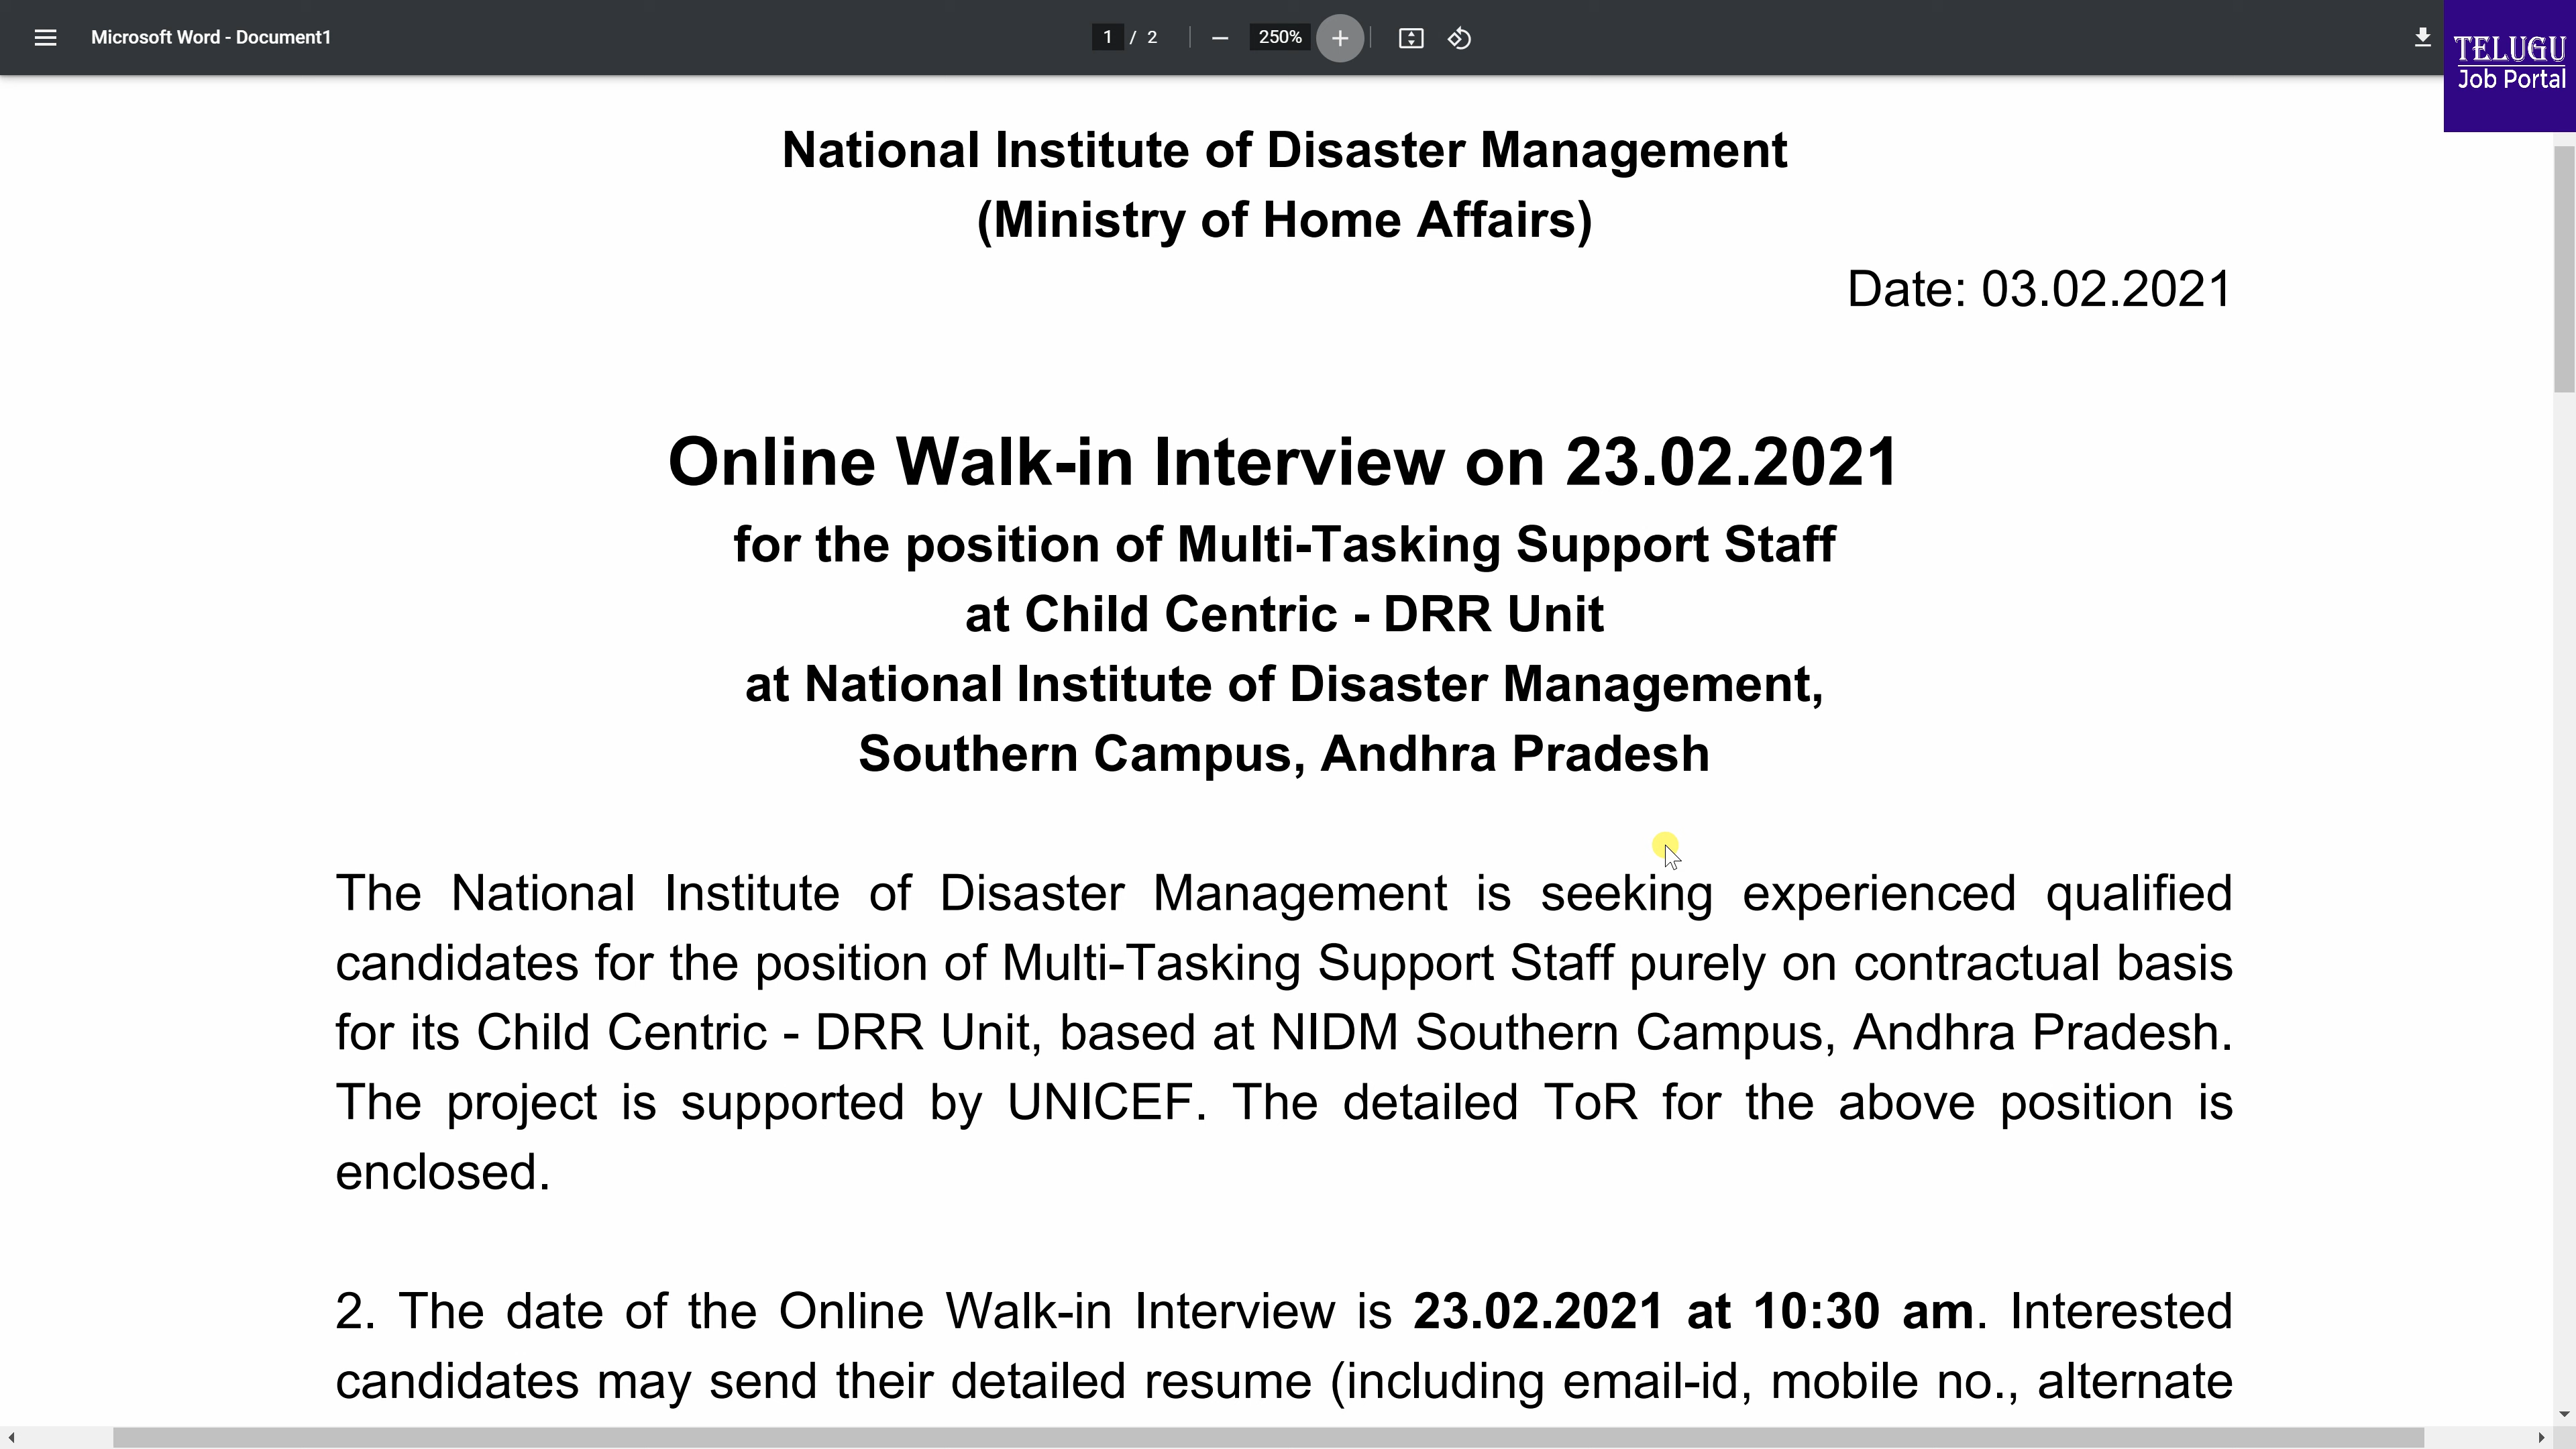 Microsoft Word - Document1
1 / 2
250%
TELUGU
Job Portal
National Institute of Disaster Management
(Ministry of Home Affairs)
Date: 03.02.2021
Online Walk-in Interview on 23.02.2021
for the position of Multi-Tasking Support Staff
at Child Centric - DRR Unit
at National Institute of Disaster Management,
Southern Campus, Andhra Pradesh
The National Institute of Disaster Management is seeking experienced qualified
candidates for the position of Multi-Tasking Support Staff purely on contractual basis
for its Child Centric - DRR Unit, based at NIDM Southern Campus, Andhra Pradesh.
The project is supported by UNICEF. The detailed ToR for the above position is
enclosed.
2. The date of the Online Walk-in Interview is 23.02.2021 at 10:30 am. Interested
candidates may send their detailed resume (including email-id, mobile no., alternate